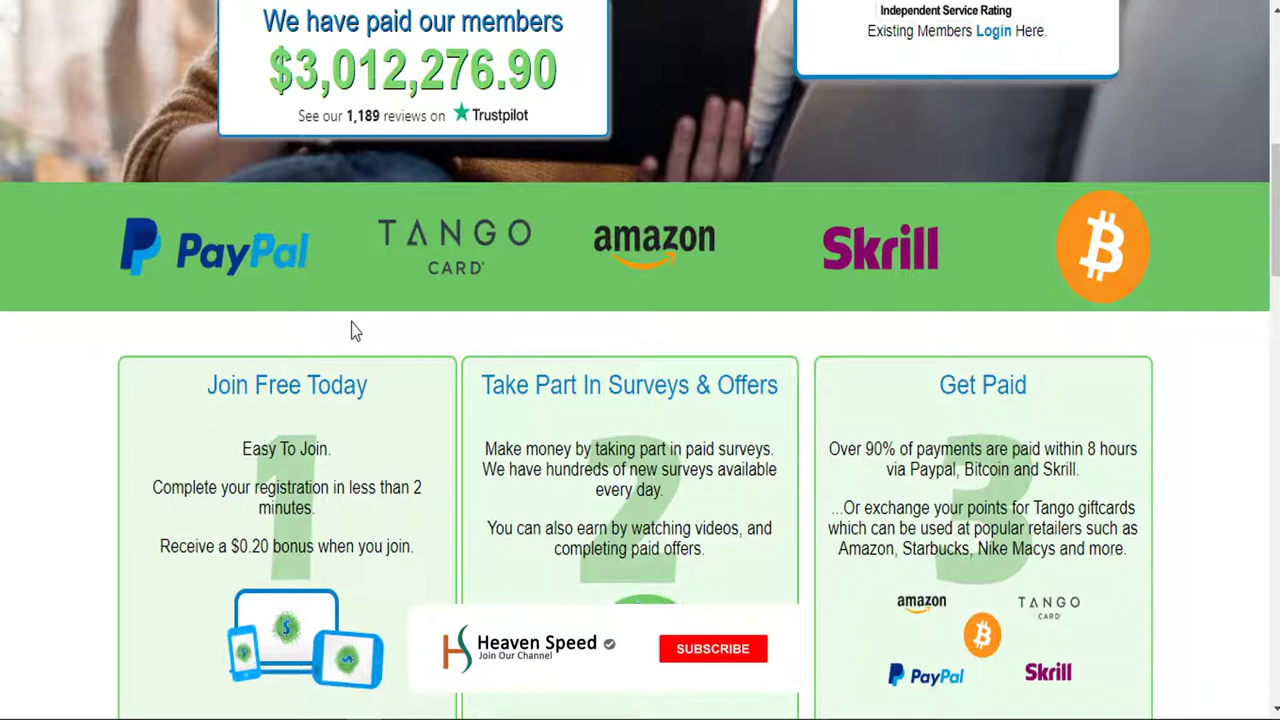 We have paid our members
$3,012,276.90
See our 1,189 reviews on Trustpilot
Independent Service Rating
Existing Members Login Here.
PayPal
TANGO
CARD
amazon
Skrill
Join Free Today
Easy To Join.
Complete your registration in less than 2
minutes.
Receive a $0.20 bonus when you join.
1
Take Part In Surveys & Offers
Make money by taking part in paid surveys.
We have hundreds of new surveys available
every day.
You can also earn by watching videos, and
completing paid offers.
2
Get Paid
Over 90% of payments are paid within 8 hours
via Paypal, Bitcoin and Skrill.
...Or exchange your points for Tango giftcards
which can be used at popular retailers such as
Amazon, Starbucks, Nike Macys and more.
3
amazon
TANGO
CARD
PayPal
Skrill
Heaven Speed
Join Our Channel
SUBSCRIBE